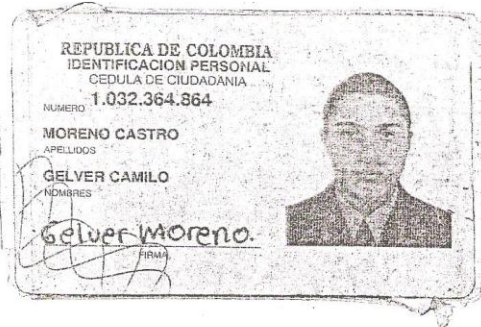 REPUBLICA DE COLOMBIA
IDENTIFICACION PERSONAL
CEDULA DE CIUDADANIA
NUMERO 1.032.364.864
MORENO CASTRO
APELLIDOS
GELVER CAMILO
NOMBRES
Gelver Moreno.
FIRMA